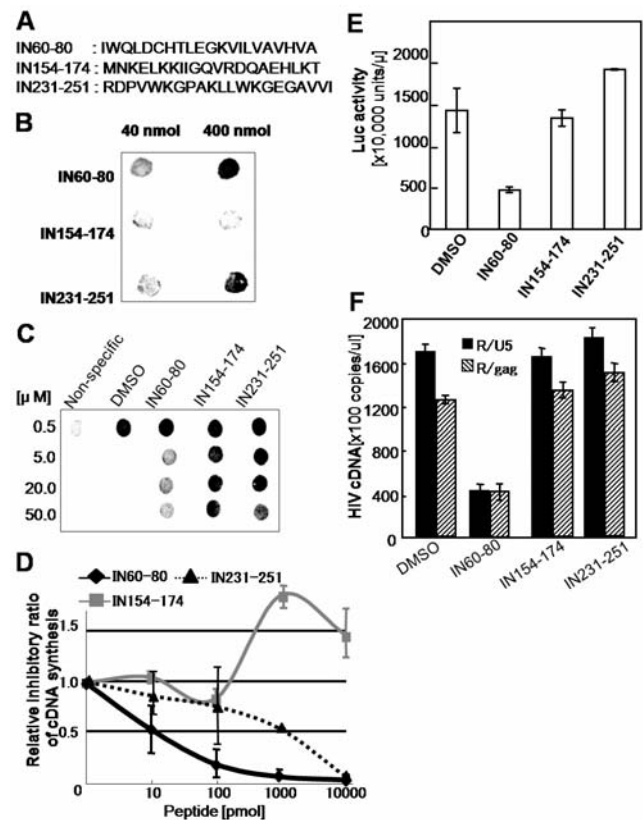 A
IN60-80 : IWQLDCHTLEGKVILVAVHVA
IN154-174 : MNKELKKIIGQVRDQAEHLKT
IN231-251 : RDPVWKGPAKLLWKGEGAVVI
B
40 nmol 400 nmol
IN60-80
IN154-174
IN231-251
C
Non-specific DMSO IN60-80 IN154-174 IN231-251
[μ M]
0.5
5.0
20.0
50.0
D
IN60-80 IN231-251
IN154-174
Relative inhibitory ratio
of cDNA synthesis
1.5
1.0
0.5
0
10 100 1000 10000
Peptide [pmol]
E
Luc activity
[x10,000 units/μ]
2000
1500
1000
500
0
DMSO IN60-80 IN154-174 IN231-251
F
HIV cDNA[x100 copies/ul]
2000
1600
1200
800
400
0
R/U5
R/gag
DMSO IN60-80 IN154-174 IN231-251